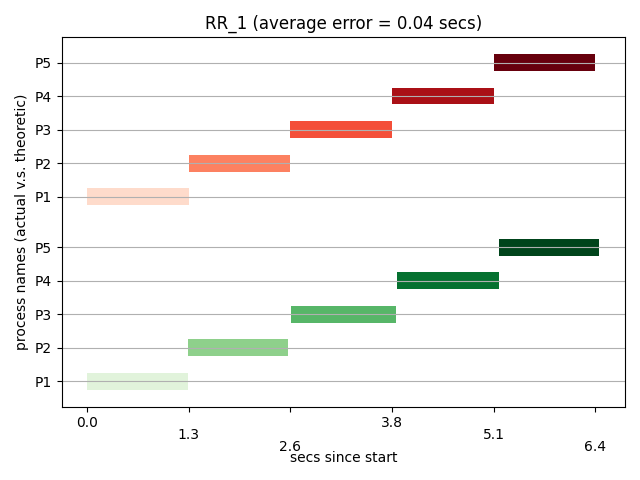 RR_1 (average error = 0.04 secs)
process names (actual v.s. theoretic)
P5
P4
P3
P2
P1
P5
P4
P3
P2
P1
0.0
1.3
2.6
3.8
5.1
6.4
secs since start